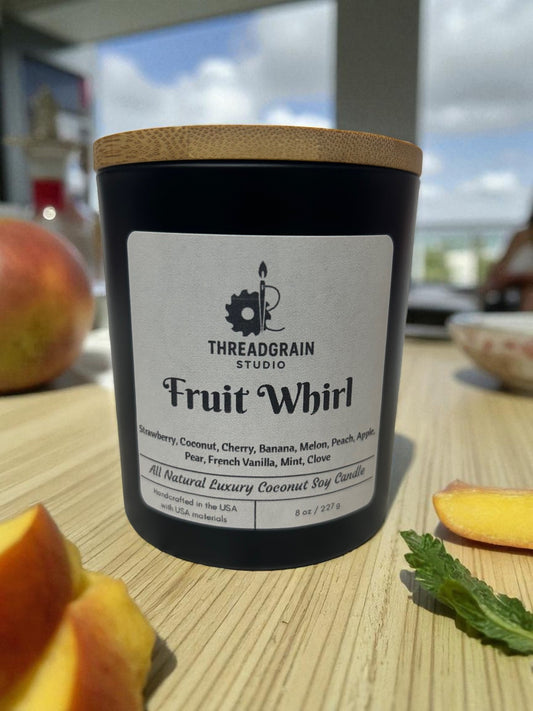 THREADGRAIN
STUDIO
Fruit Whirl
Strawberry, Coconut, Cherry, Banana, Melon, Peach, Apple,
Pear, French Vanilla, Mint, Clove
All Natural Luxury Coconut Soy Candle
Handcrafted in the USA
with USA materials
8 oz / 227 g